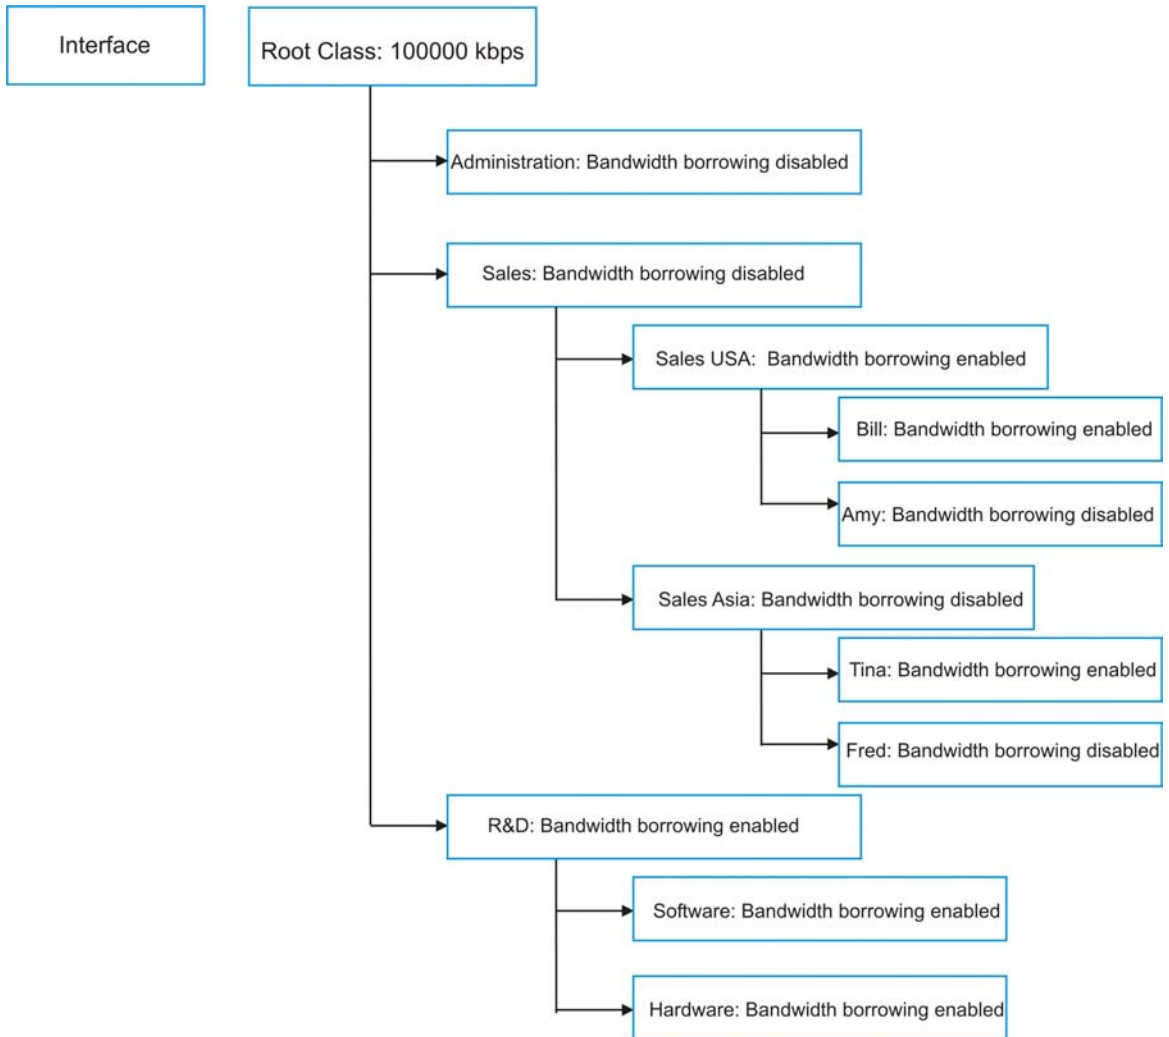 Interface
Root Class: 100000 kbps
Administration: Bandwidth borrowing disabled
Sales: Bandwidth borrowing disabled
Sales USA:  Bandwidth borrowing enabled
Bill: Bandwidth borrowing enabled
Amy: Bandwidth borrowing disabled
Sales Asia: Bandwidth borrowing disabled
Tina: Bandwidth borrowing enabled
Fred: Bandwidth borrowing disabled
R&D: Bandwidth borrowing enabled
Software: Bandwidth borrowing enabled
Hardware: Bandwidth borrowing enabled